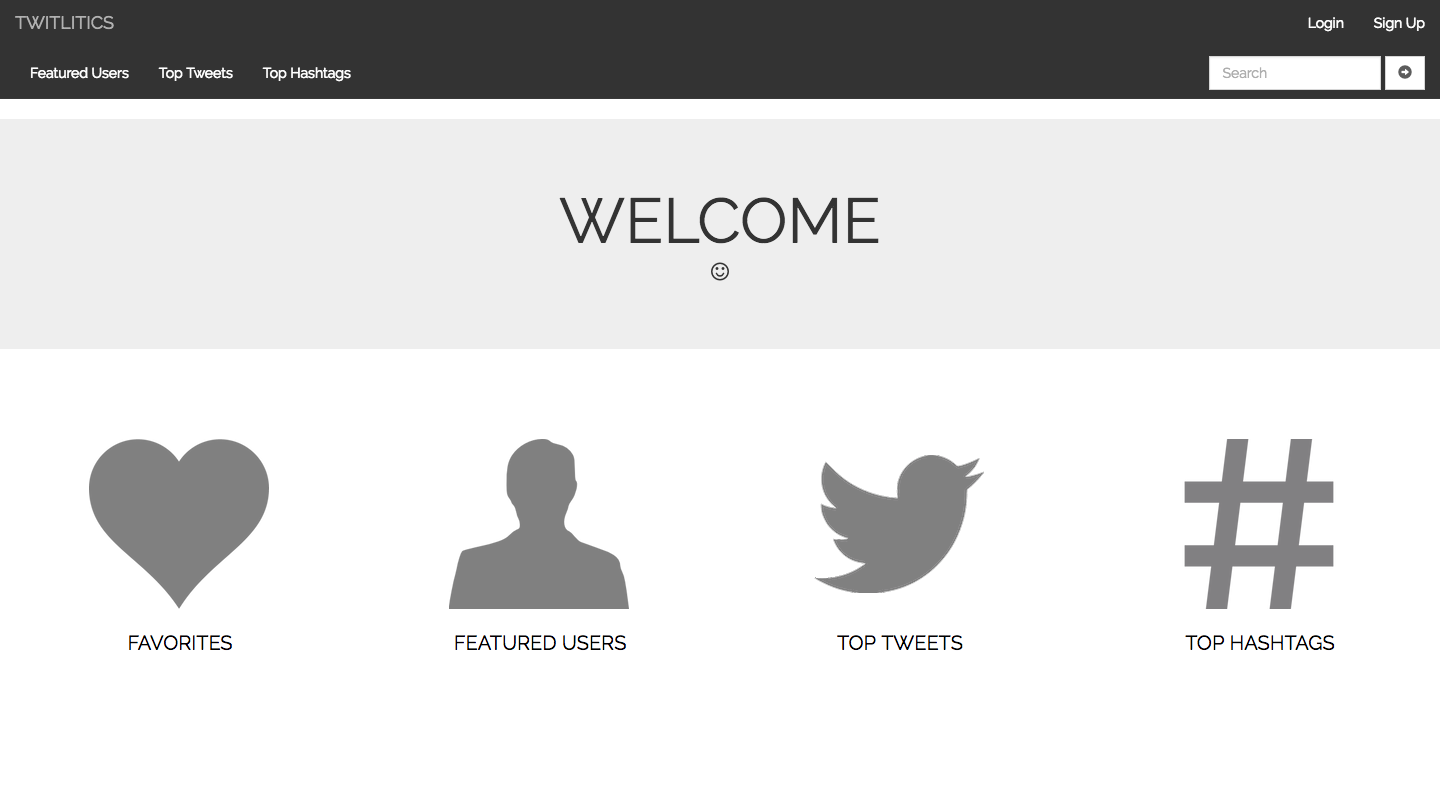 TWITLITICS
Login Sign Up
Featured Users Top Tweets Top Hashtags
Search
WELCOME
FAVORITES FEATURED USERS TOP TWEETS TOP HASHTAGS